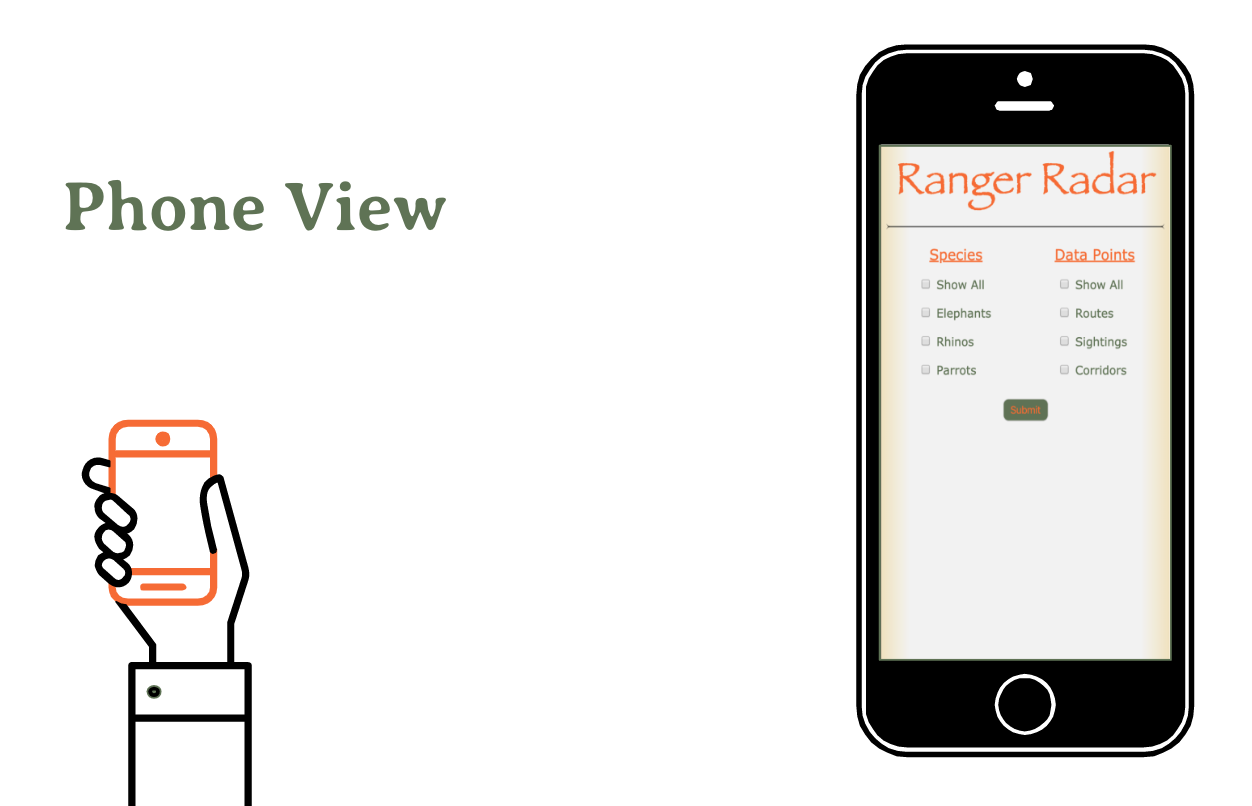 Phone View
Ranger Radar
Species
Data Points
Show All
Show All
Elephants
Routes
Rhinos
Sightings
Parrots
Corridors
Submit